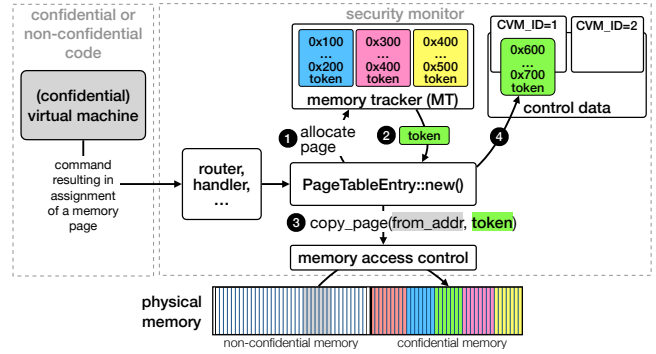 confidential or
non-confidential
code
security monitor
(confidential)
virtual machine
command
resulting in
assignment
of a memory
page
router,
handler,
...
0x100
...
0x200
token
0x300
...
0x400
token
0x400
...
0x500
token
memory tracker (MT)
1 allocate
page
2 token
PageTableEntry::new()
3 copy_page(from_addr, token)
memory access control
4
CVM_ID=1
CVM_ID=2
0x600
...
0x700
token
control data
physical
memory
non-confidential memory
confidential memory